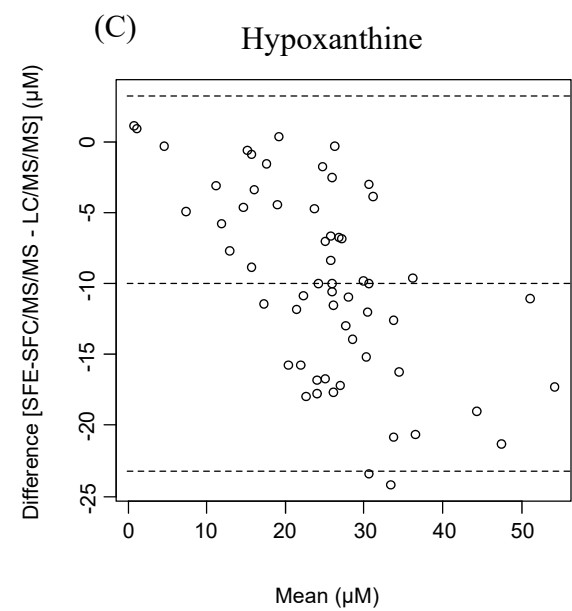 (C)
Hypoxanthine
Difference [SFE-SFC/MS/MS - LC/MS/MS] (µM)
0
-5
-10
-15
-20
-25
0 10 20 30 40 50
Mean (µM)